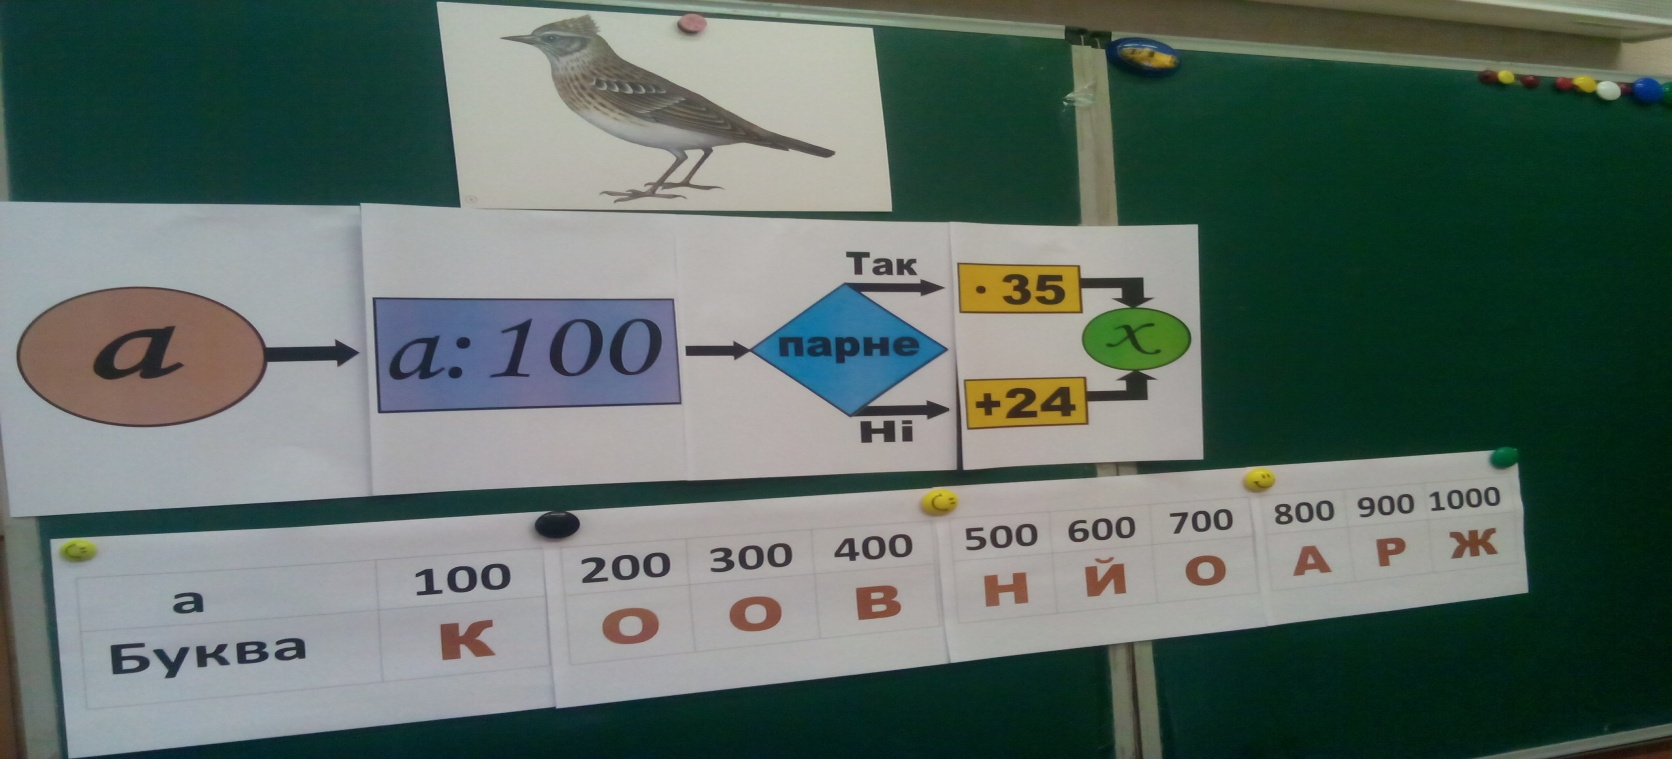 a
a:100
парне
Так
Ні
· 35
+24
x
а 100 200 300 400 500 600 700 800 900 1000
Буква К О О В Н Й О А Р Ж